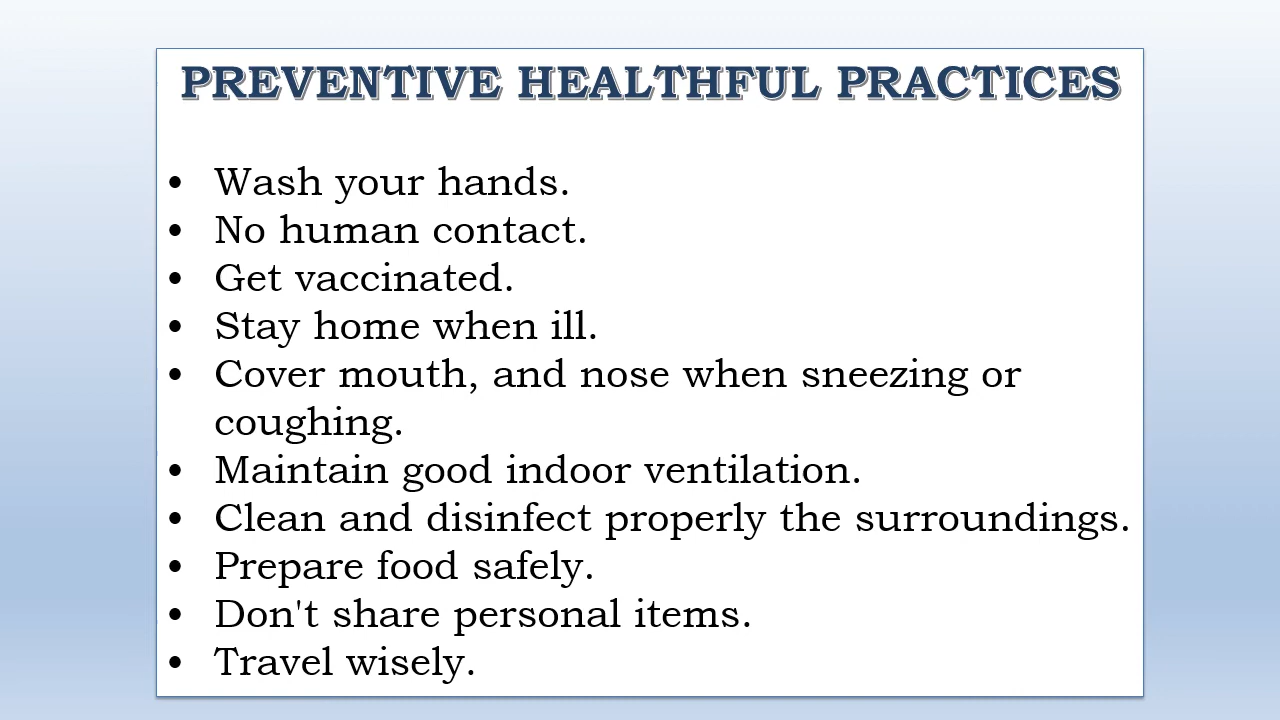 PREVENTIVE HEALTHFUL PRACTICES
• Wash your hands.
• No human contact.
• Get vaccinated.
• Stay home when ill.
• Cover mouth, and nose when sneezing or
coughing.
• Maintain good indoor ventilation.
• Clean and disinfect properly the surroundings.
• Prepare food safely.
• Don't share personal items.
• Travel wisely.